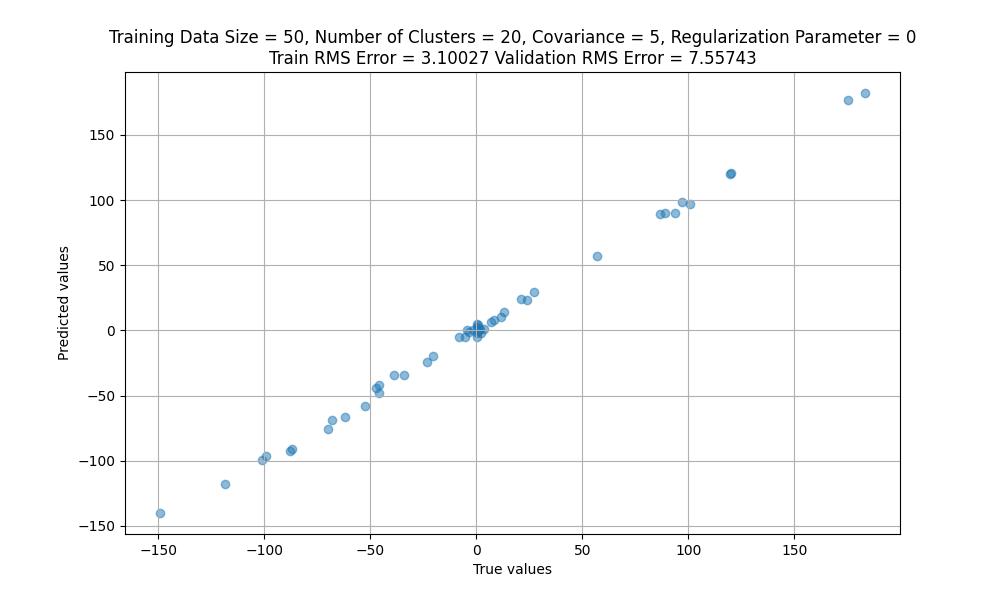 Training Data Size = 50, Number of Clusters = 20, Covariance = 5, Regularization Parameter = 0
Train RMS Error = 3.10027 Validation RMS Error = 7.55743
150
100
50
0
−50
−100
−150
Predicted values
−150 −100 −50 0 50 100 150
True values